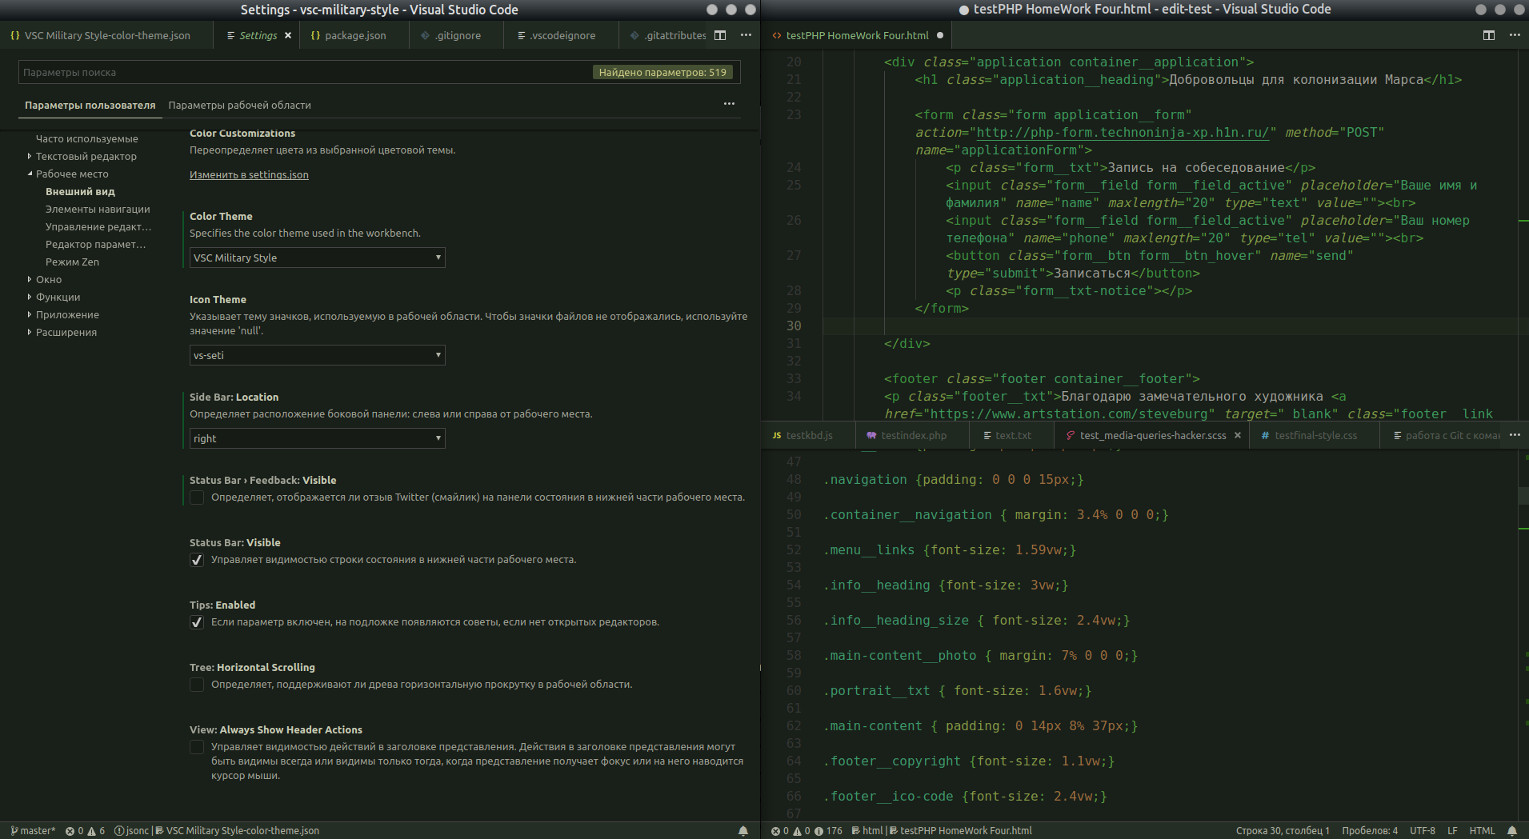 Settings - vsc-military-style - Visual Studio Code
{} VSC Military Style-color-theme.json
Settings ×
{} package.json
.gitignore
.vscodeignore
.gitattributes
Параметры поиска
Найдено параметров: 519
Параметры пользователя
Параметры рабочей области
Часто используемые
Текстовый редактор
Рабочее место
Внешний вид
Элементы навигации
Управление редакт...
Редактор парамет...
Режим Zen
Окно
Функции
Приложение
Расширения
Color Customizations
Переопределяет цвета из выбранной цветовой темы.
Изменить в settings.json
Color Theme
Specifies the color theme used in the workbench.
VSC Military Style
Icon Theme
Указывает тему значков, используемую в рабочей области. Чтобы значки файлов не отображались, используйте
значение 'null'.
vs-seti
Side Bar: Location
Определяет расположение боковой панели: слева или справа от рабочего места.
right
Status Bar › Feedback: Visible
Определяет, отображается ли отзыв Twitter (смайлик) на панели состояния в нижней части рабочего места.
Status Bar: Visible
Управляет видимостью строки состояния в нижней части рабочего места.
Tips: Enabled
Если параметр включен, на подложке появляются советы, если нет открытых редакторов.
Tree: Horizontal Scrolling
Определяет, поддерживают ли древа горизонтальную прокрутку в рабочей области.
View: Always Show Header Actions
Управляет видимостью действий в заголовке представления. Действия в заголовке представления могут
быть видимы всегда или видимы только тогда, когда представление получает фокус или на него наводится
курсор мыши.
master* 0 6 jsonc | VSC Military Style-color-theme.json
● testPHP HomeWork Four.html - edit-test - Visual Studio Code
<> testPHP HomeWork Four.html ●
20 <div class="application container__application">
21 <h1 class="application__heading">Добровольцы для колонизации Марса</h1>
22
23 <form class="form application__form"
action="http://php-form.technoninja-xp.h1n.ru/" method="POST"
name="applicationForm">
24 <p class="form__txt">Запись на собеседование</p>
25 <input class="form__field form__field_active" placeholder="Ваше имя и
фамилия" name="name" maxlength="20" type="text" value=""><br>
26 <input class="form__field form__field_active" placeholder="Ваш номер
телефона" name="phone" maxlength="20" type="tel" value=""><br>
27 <button class="form__btn form__btn_hover" name="send"
type="submit">Записаться</button>
28 <p class="form__txt-notice"></p>
29 </form>
30
31 </div>
32
33 <footer class="footer container__footer">
34 <p class="footer__txt">Благодарю замечательного художника <a
href="https://www.artstation.com/steveburg" target="_blank" class="footer__link
JS testkbd.js
testindex.php
text.txt
test_media-queries-hacker.scss ×
# testfinal-style.css
работа с Git с кома
47
48 .navigation {padding: 0 0 0 15px;}
49
50 .container__navigation { margin: 3.4% 0 0 0;}
51
52 .menu__links {font-size: 1.59vw;}
53
54 .info__heading {font-size: 3vw;}
55
56 .info__heading_size { font-size: 2.4vw;}
57
58 .main-content__photo { margin: 7% 0 0 0;}
59
60 .portrait__txt { font-size: 1.6vw;}
61
62 .main-content { padding: 0 14px 8% 37px;}
63
64 .footer__copyright {font-size: 1.1vw;}
65
66 .footer__ico-code {font-size: 2.4vw;}
67
0 0 176 html | testPHP HomeWork Four.html
Строка 30, столбец 1 Пробелов: 4 UTF-8 LF HTML